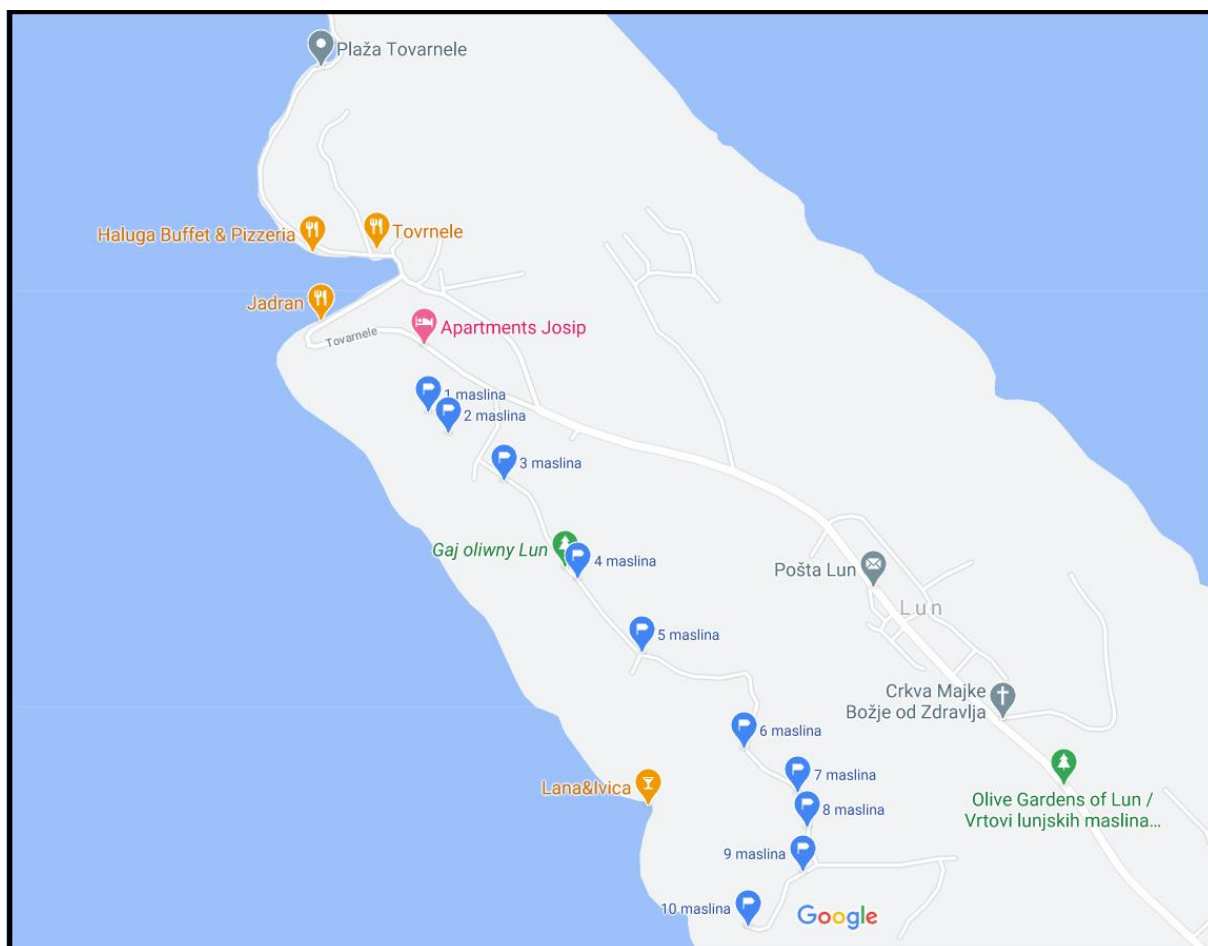 Plaža Tovarnele
Haluga Buffet & Pizzeria
Tovrnele
Jadran
Tovarnele
Apartments Josip
1 maslina
2 maslina
3 maslina
Gaj oliwny Lun
4 maslina
Pošta Lun
Lun
5 maslina
Crkva Majke
Božje od Zdravlja
6 maslina
7 maslina
Lana&Ivica
8 maslina
Olive Gardens of Lun /
Vrtovi lunjskih maslina...
9 maslina
10 maslina
Google